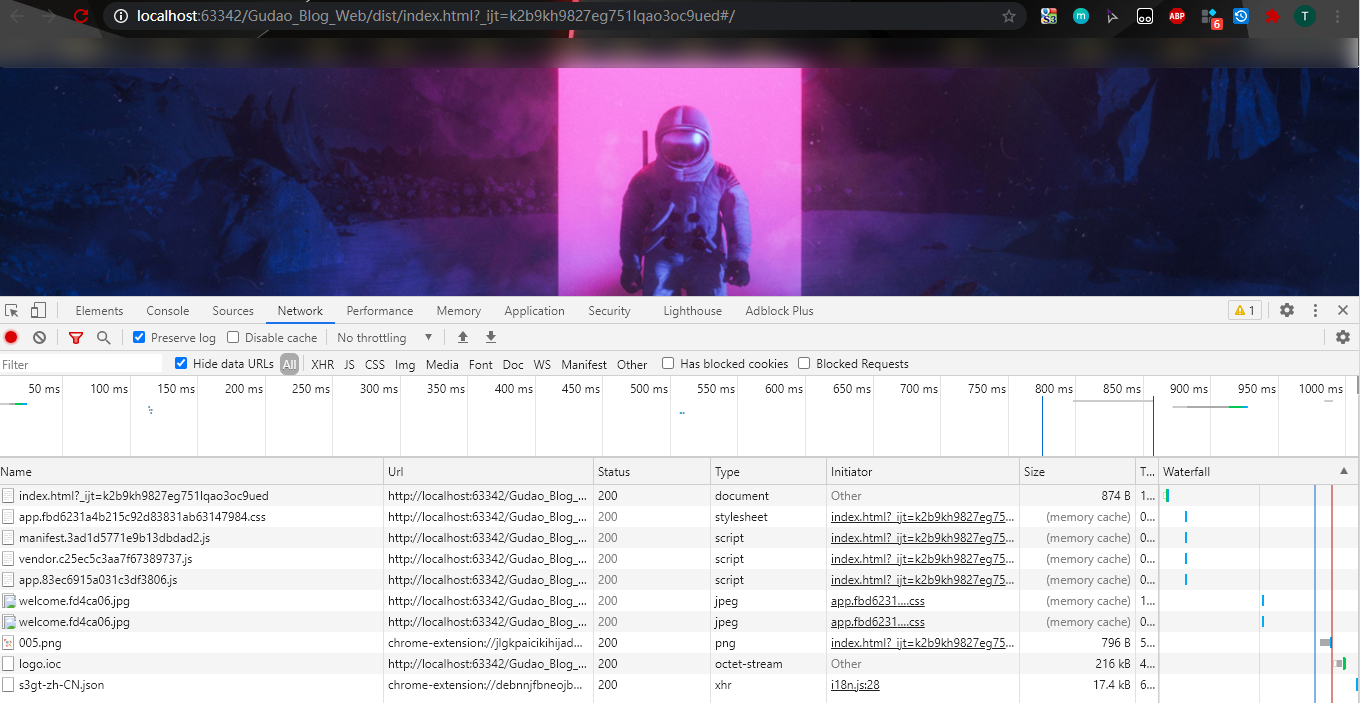 localhost:63342/Gudao_Blog_Web/dist/index.html?_ijt=k2b9kh9827eg751lqao3oc9ued#/
m ABP 6 T
Elements Console Sources Network Performance Memory Application Security Lighthouse Adblock Plus 1
Preserve log Disable cache No throttling
Filter Hide data URLs All XHR JS CSS Img Media Font Doc WS Manifest Other Has blocked cookies Blocked Requests
50 ms 100 ms 150 ms 200 ms 250 ms 300 ms 350 ms 400 ms 450 ms 500 ms 550 ms 600 ms 650 ms 700 ms 750 ms 800 ms 850 ms 900 ms 950 ms 1000 ms
Name Url Status Type Initiator Size T... Waterfall
index.html?_ijt=k2b9kh9827eg751lqao3oc9ued http://localhost:63342/Gudao_Blog_... 200 document Other 874 B 1...
app.fbd6231a4b215c92d83831ab63147984.css http://localhost:63342/Gudao_Blog_... 200 stylesheet index.html?_ijt=k2b9kh9827eg75... (memory cache) 0...
manifest.3ad1d5771e9b13dbdad2.js http://localhost:63342/Gudao_Blog_... 200 script index.html?_ijt=k2b9kh9827eg75... (memory cache) 0...
vendor.c25ec5c3aa7f67389737.js http://localhost:63342/Gudao_Blog_... 200 script index.html?_ijt=k2b9kh9827eg75... (memory cache) 0...
app.83ec6915a031c3df3806.js http://localhost:63342/Gudao_Blog_... 200 script index.html?_ijt=k2b9kh9827eg75... (memory cache) 0...
welcome.fd4ca06.jpg http://localhost:63342/Gudao_Blog_... 200 jpeg app.fbd6231....css (memory cache) 1...
welcome.fd4ca06.jpg http://localhost:63342/Gudao_Blog_... 200 jpeg app.fbd6231....css (memory cache) 0...
005.png chrome-extension://jlgkpaicikihijad... 200 png index.html?_ijt=k2b9kh9827eg75... 796 B 5...
logo.ioc http://localhost:63342/Gudao_Blog_... 200 octet-stream Other 216 kB 4...
s3gt-zh-CN.json chrome-extension://debnnjfbneojb... 200 xhr i18n.js:28 17.4 kB 6...